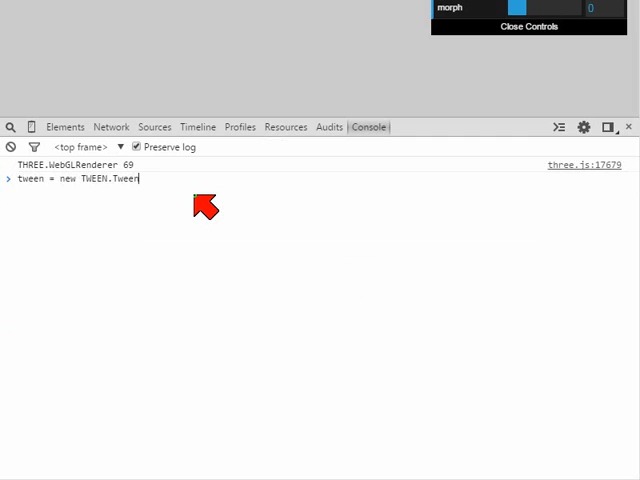 morph 0
Close Controls
Elements Network Sources Timeline Profiles Resources Audits Console
<top frame> Preserve log
THREE.WebGLRenderer 69 three.js:17679
> tween = new TWEEN.Tween